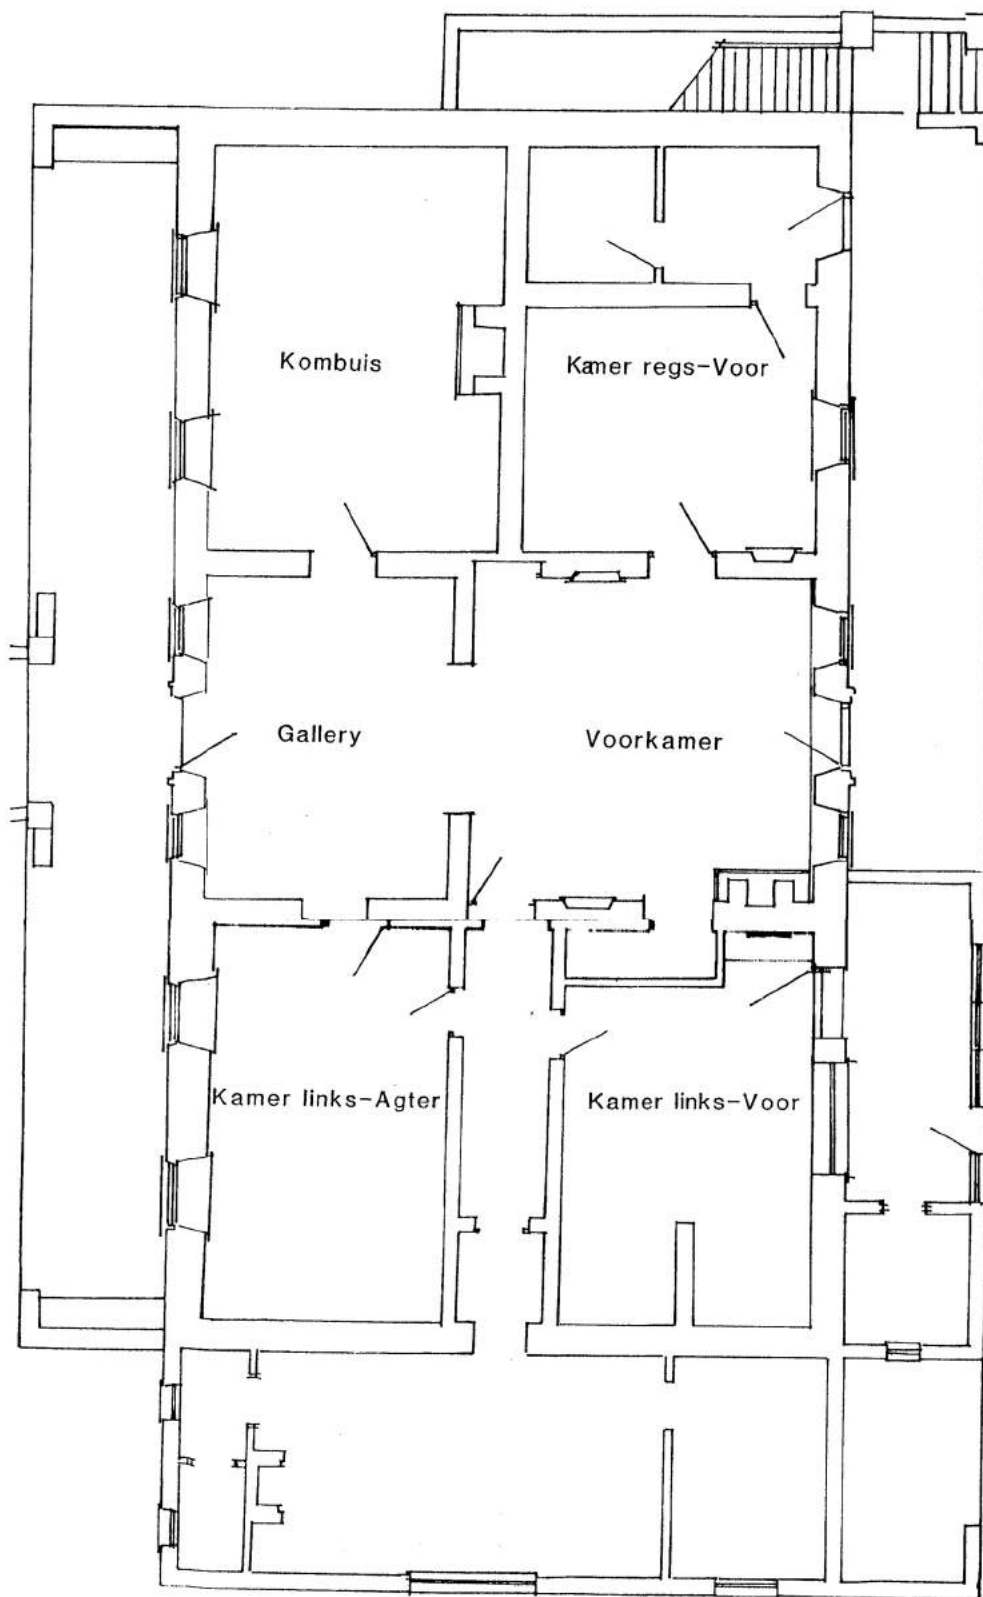 Kombuis
Kamer regs-Voor
Gallery
Voorkamer
Kamer links-Agter
Kamer links-Voor